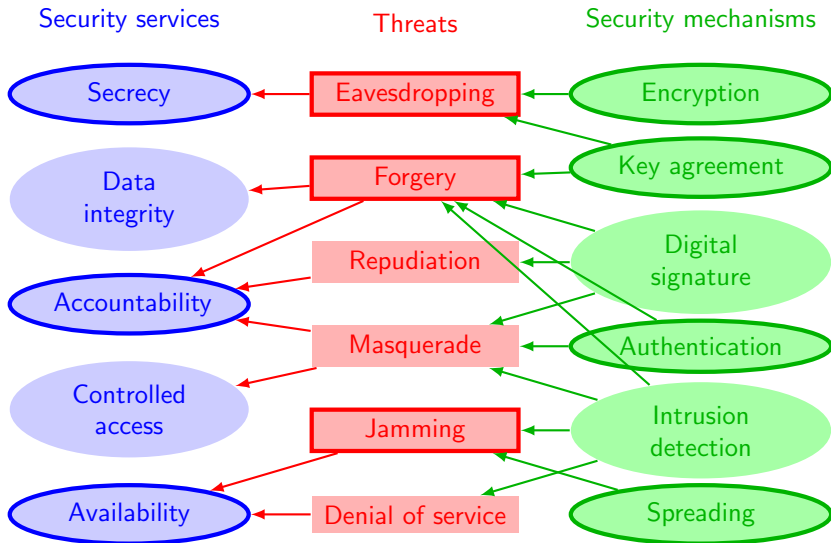 Security services
Threats
Security mechanisms
Secrecy
Eavesdropping
Encryption
Data
integrity
Forgery
Key agreement
Repudiation
Digital
signature
Accountability
Masquerade
Authentication
Controlled
access
Jamming
Intrusion
detection
Availability
Denial of service
Spreading